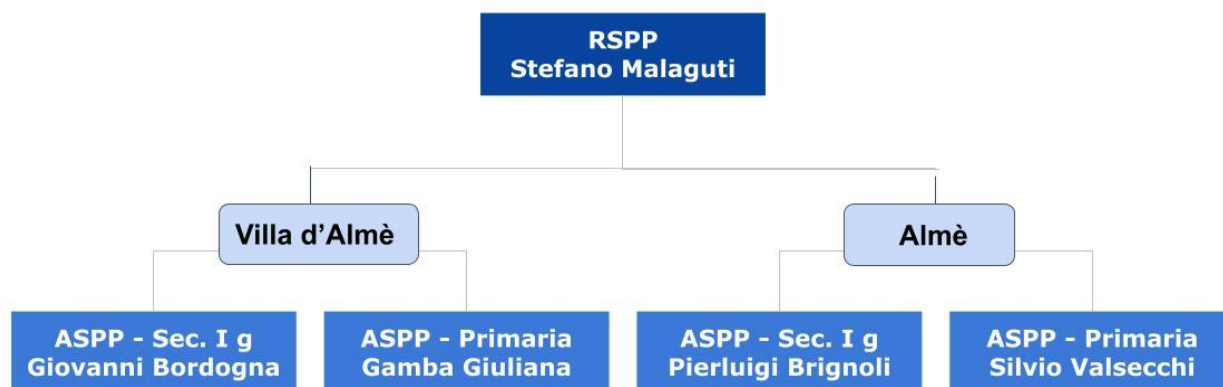 RSPP
Stefano Malaguti
Villa d’Almè
Almè
ASPP - Sec. I g
Giovanni Bordogna
ASPP - Primaria
Gamba Giuliana
ASPP - Sec. I g
Pierluigi Brignoli
ASPP - Primaria
Silvio Valsecchi